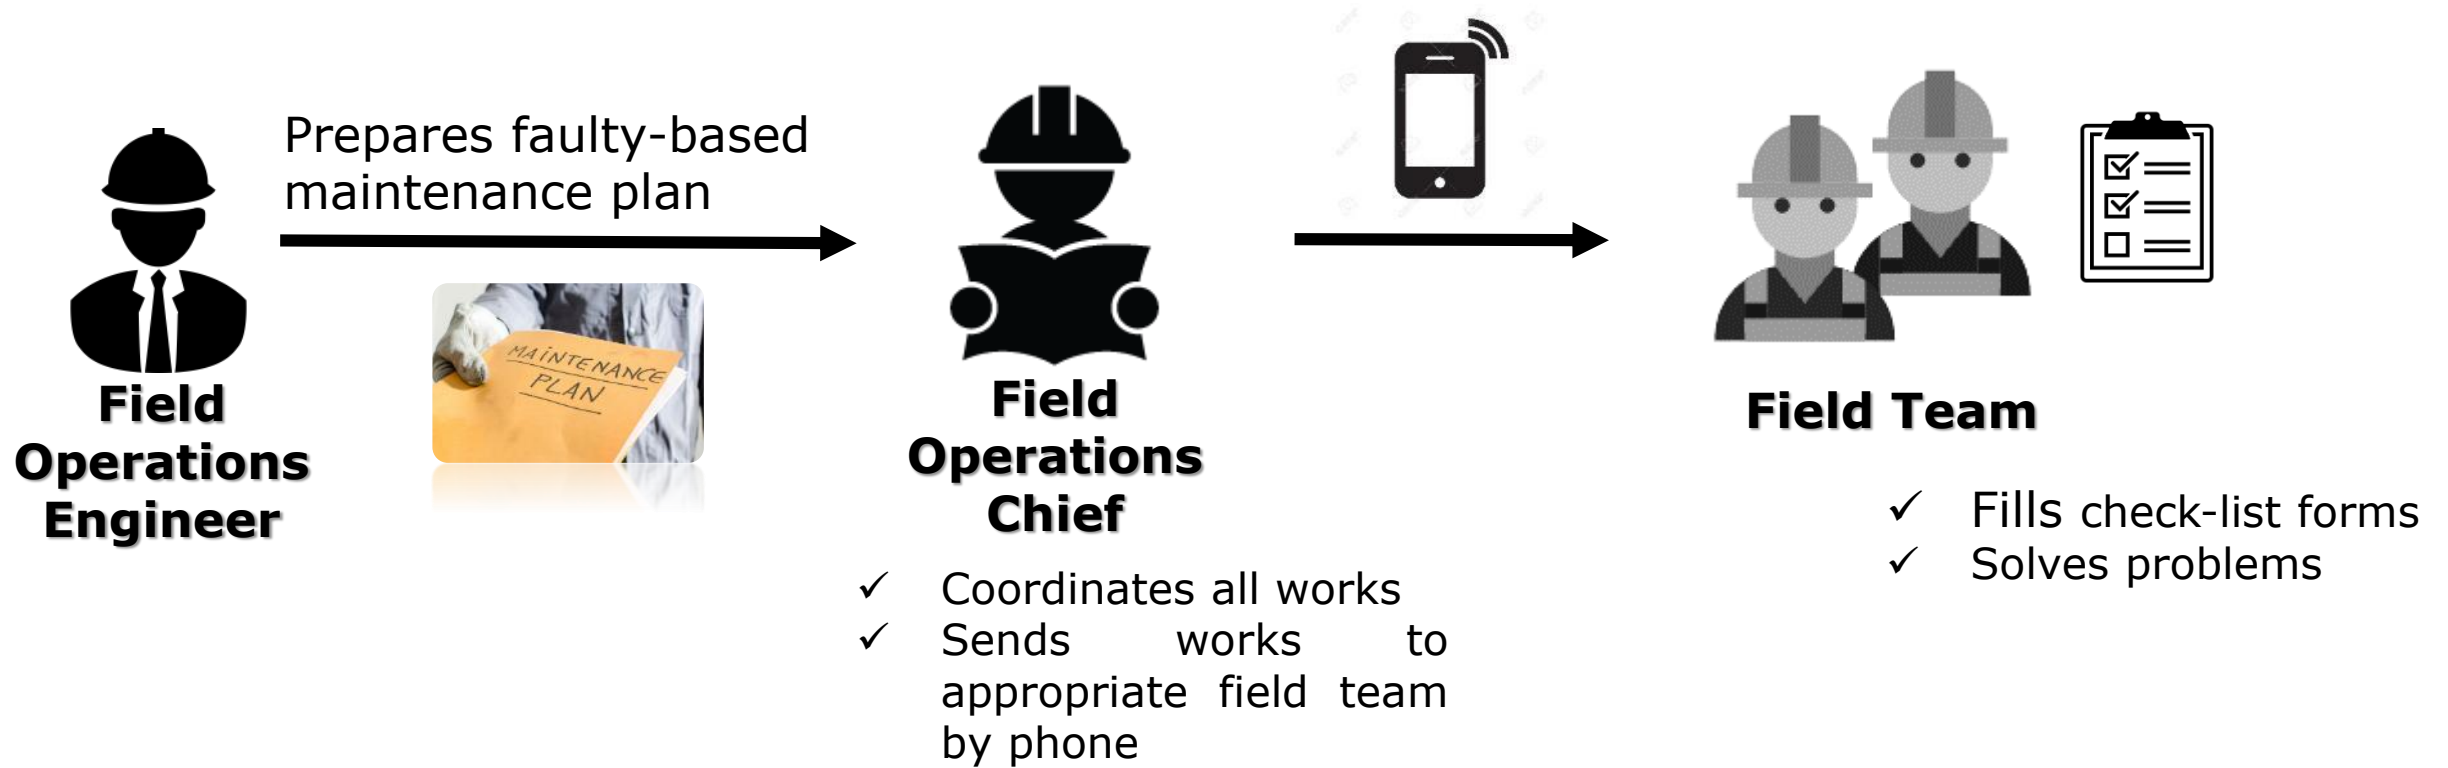 Prepares faulty-based
maintenance plan
MAINTENANCE
PLAN
Field
Operations
Engineer
Field
Operations
Chief
✓ Coordinates all works
✓ Sends works to
appropriate field team
by phone
Field Team
✓ Fills check-list forms
✓ Solves problems